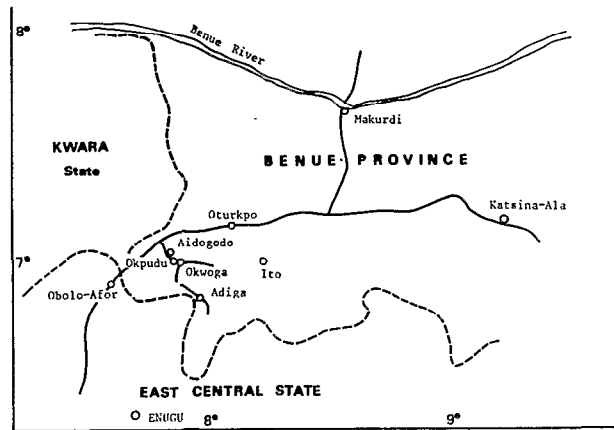 8°
Benue River
Makurdi
KWARA
State
BENUE PROVINCE
Katsina-Ala
Oturkpo
Aidogodo
7°
Okpudu
Okwoga
Ito
Obolo-Afor
Adiga
EAST CENTRAL STATE
ENUGU
8°
9°